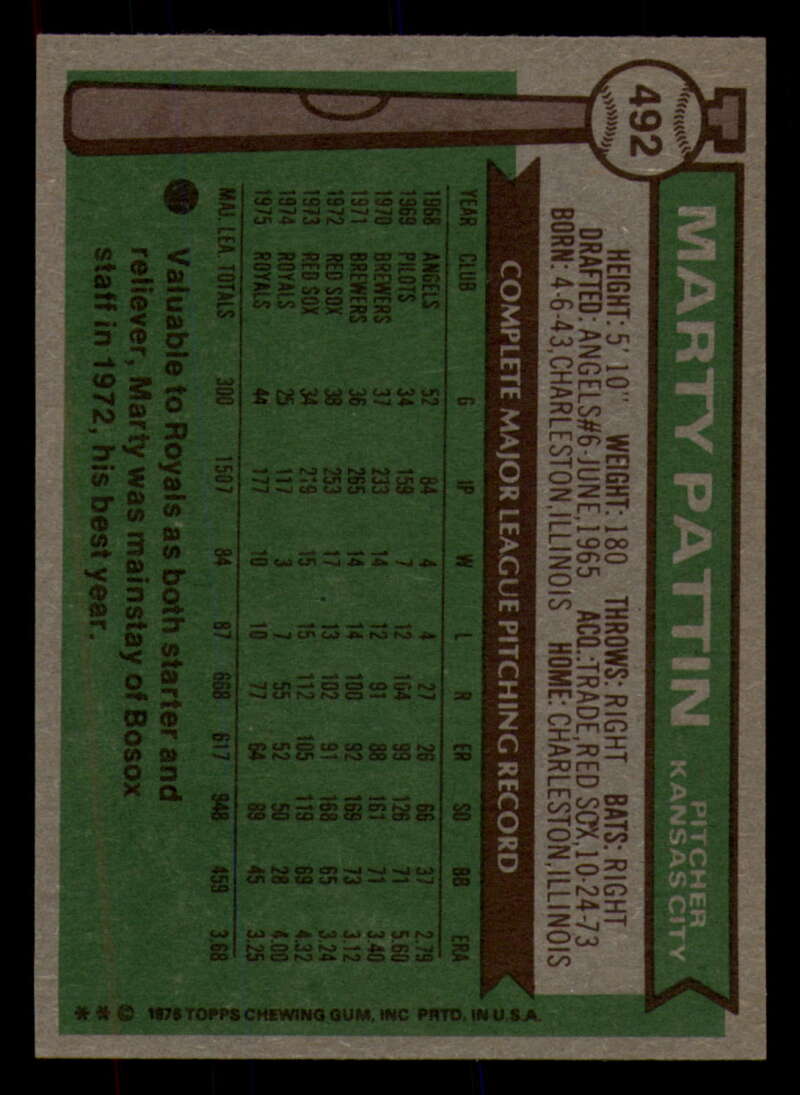 492
MARTY PATTIN
PITCHER
KANSAS CITY
HEIGHT: 5' 10" WEIGHT: 180 THROWS: RIGHT BATS: RIGHT
DRAFTED: ANGELS#6-JUNE,1965 ACQ.:TRADE,RED SOX,10-24-73
BORN: 4-6-43,CHARLESTON,ILLINOIS HOME: CHARLESTON,ILLINOIS
COMPLETE MAJOR LEAGUE PITCHING RECORD
YEAR CLUB G IP W L R ER SO BB ERA
1968 ANGELS 52 84 4 4 27 26 66 37 2.79
1969 PILOTS 34 159 7 12 164 99 126 71 5.60
1970 BREWERS 37 233 14 12 91 88 161 71 3.40
1971 BREWERS 36 265 14 14 100 92 169 73 3.12
1972 RED SOX 38 253 17 13 102 91 168 65 3.24
1973 RED SOX 34 219 15 15 112 105 119 69 4.32
1974 ROYALS 25 117 3 7 55 52 50 28 4.00
1975 ROYALS 44 177 10 10 77 64 89 45 3.25
MAJ. LEA. TOTALS 300 1507 84 87 668 617 948 459 3.68
Valuable to Royals as both starter and
reliever, Marty was mainstay of Bosox
staff in 1972, his best year.
* * © 1976 TOPPS CHEWING GUM, INC PRTD. IN U.S.A.